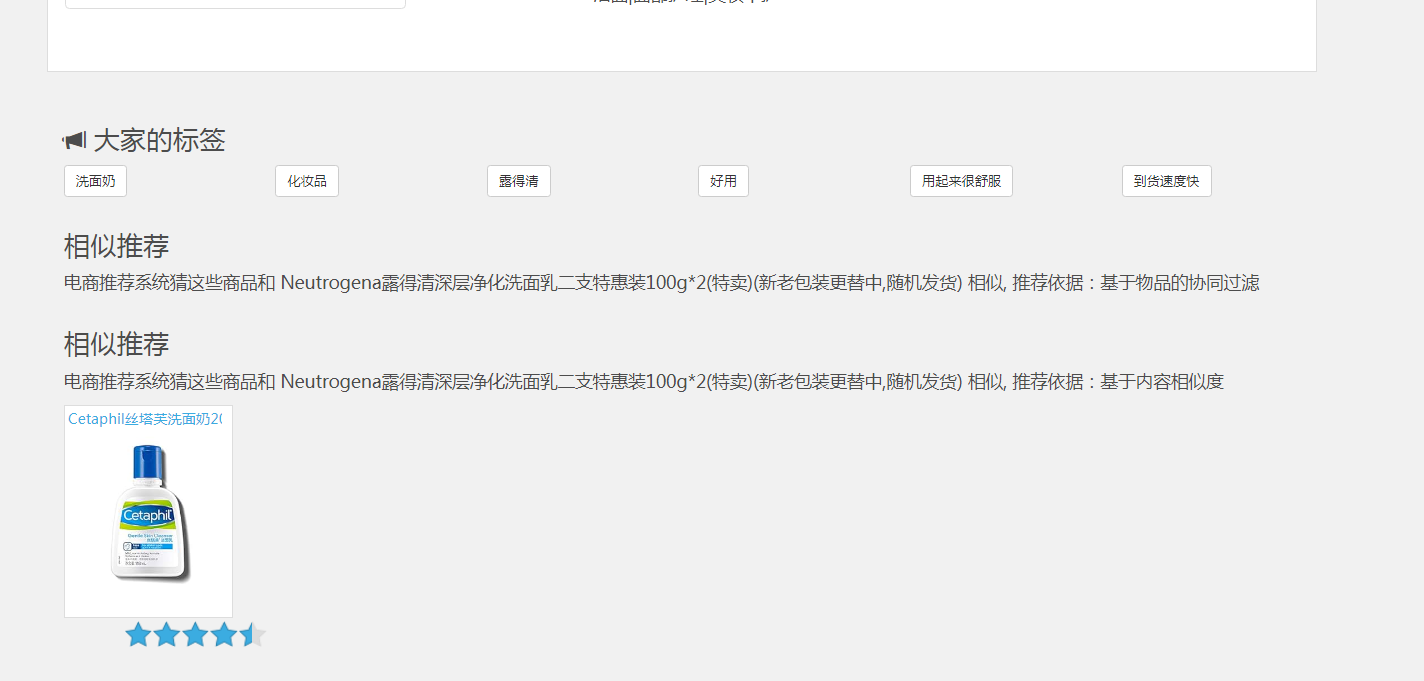 大家的标签
洗面奶 化妆品 露得清 好用 用起来很舒服 到货速度快
相似推荐
电商推荐系统猜这些商品和 Neutrogena露得清深层净化洗面乳二支特惠装100g*2(特卖)(新老包装更替中,随机发货) 相似, 推荐依据：基于物品的协同过滤
相似推荐
电商推荐系统猜这些商品和 Neutrogena露得清深层净化洗面乳二支特惠装100g*2(特卖)(新老包装更替中,随机发货) 相似, 推荐依据：基于内容相似度
Cetaphil丝塔芙洗面奶20
Cetaphil
Gentle Skin Cleanser